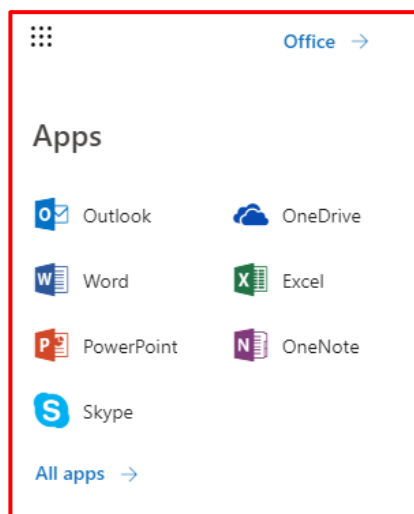 Office →
Apps
Outlook OneDrive
Word Excel
PowerPoint OneNote
Skype
All apps →